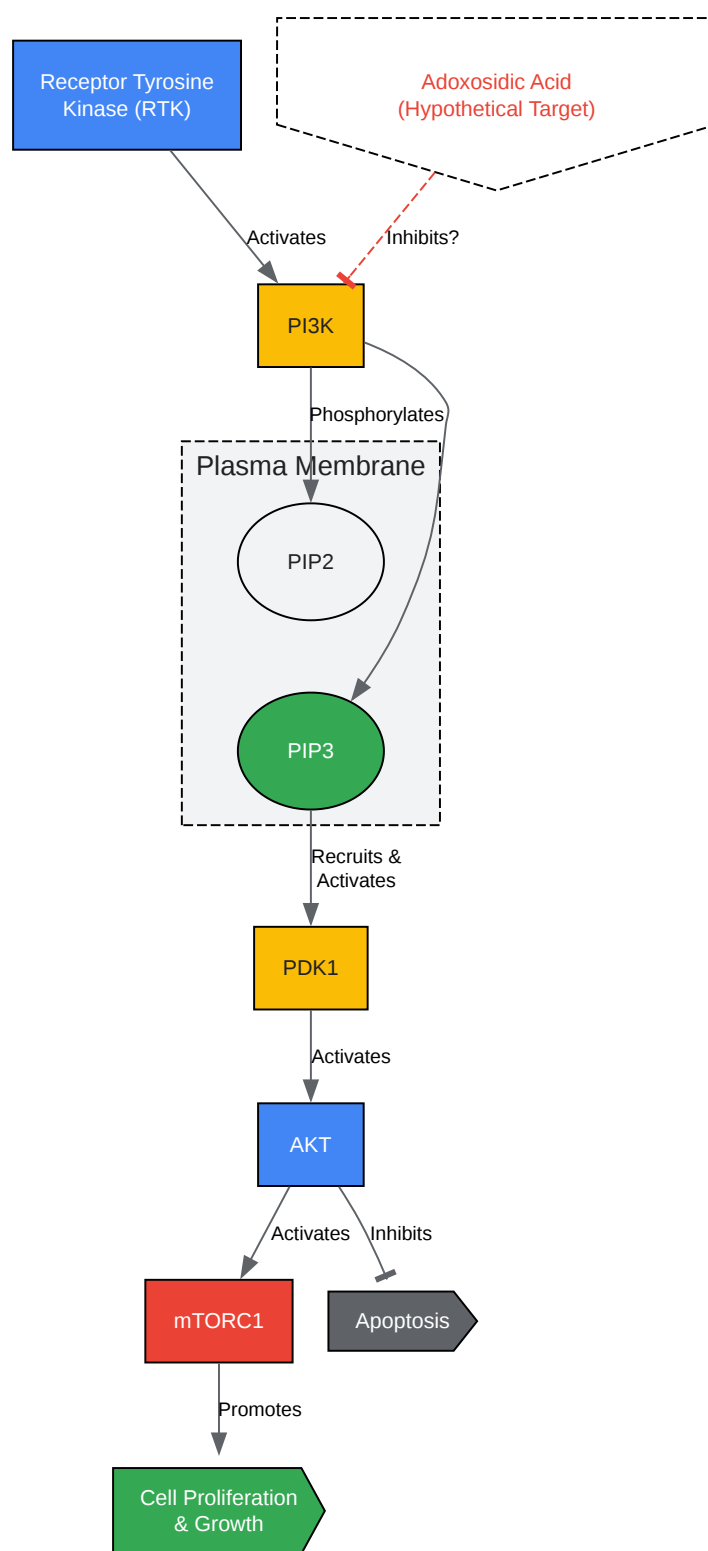 Receptor Tyrosine
Kinase (RTK)
Adoxosidic Acid
(Hypothetical Target)
Activates
Inhibits?
PI3K
Phosphorylates
Plasma Membrane
PIP2
PIP3
Recruits &
Activates
PDK1
Activates
AKT
Activates
Inhibits
mTORC1
Apoptosis
Promotes
Cell Proliferation
& Growth